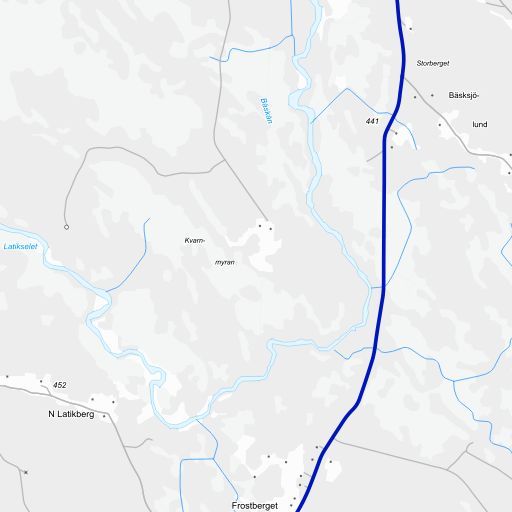 Storberget
Bäsksjö-
lund
Bäskån
441
Kvarn-
myran
Latikselet
452
N Latikberg
Frostberget